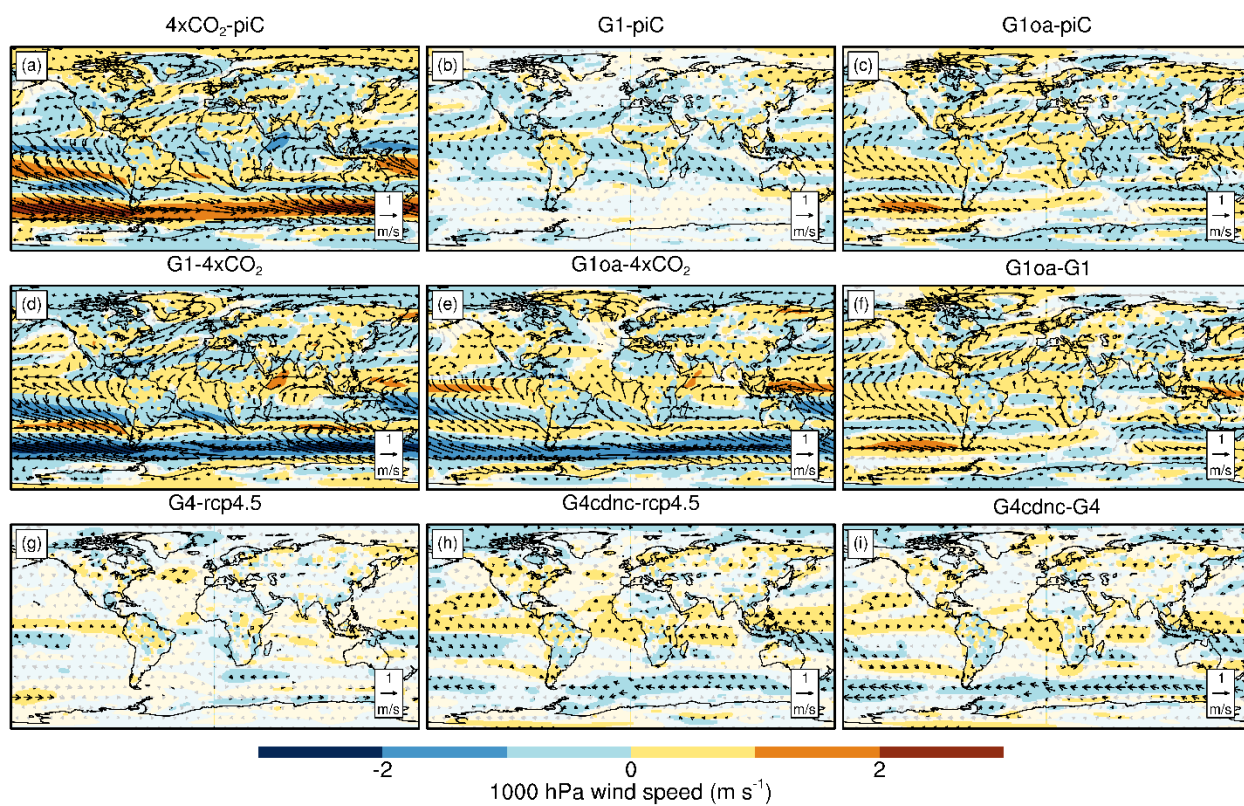 4xCO₂-piC G1-piC G1oa-piC
(a) (b) (c)
1 1 1
m/s m/s m/s
G1-4xCO₂ G1oa-4xCO₂ G1oa-G1
(d) (e) (f)
1 1 1
m/s m/s m/s
G4-rcp4.5 G4cdnc-rcp4.5 G4cdnc-G4
(g) (h) (i)
1 1 1
m/s m/s m/s
-2 0 2
1000 hPa wind speed (m s⁻¹)